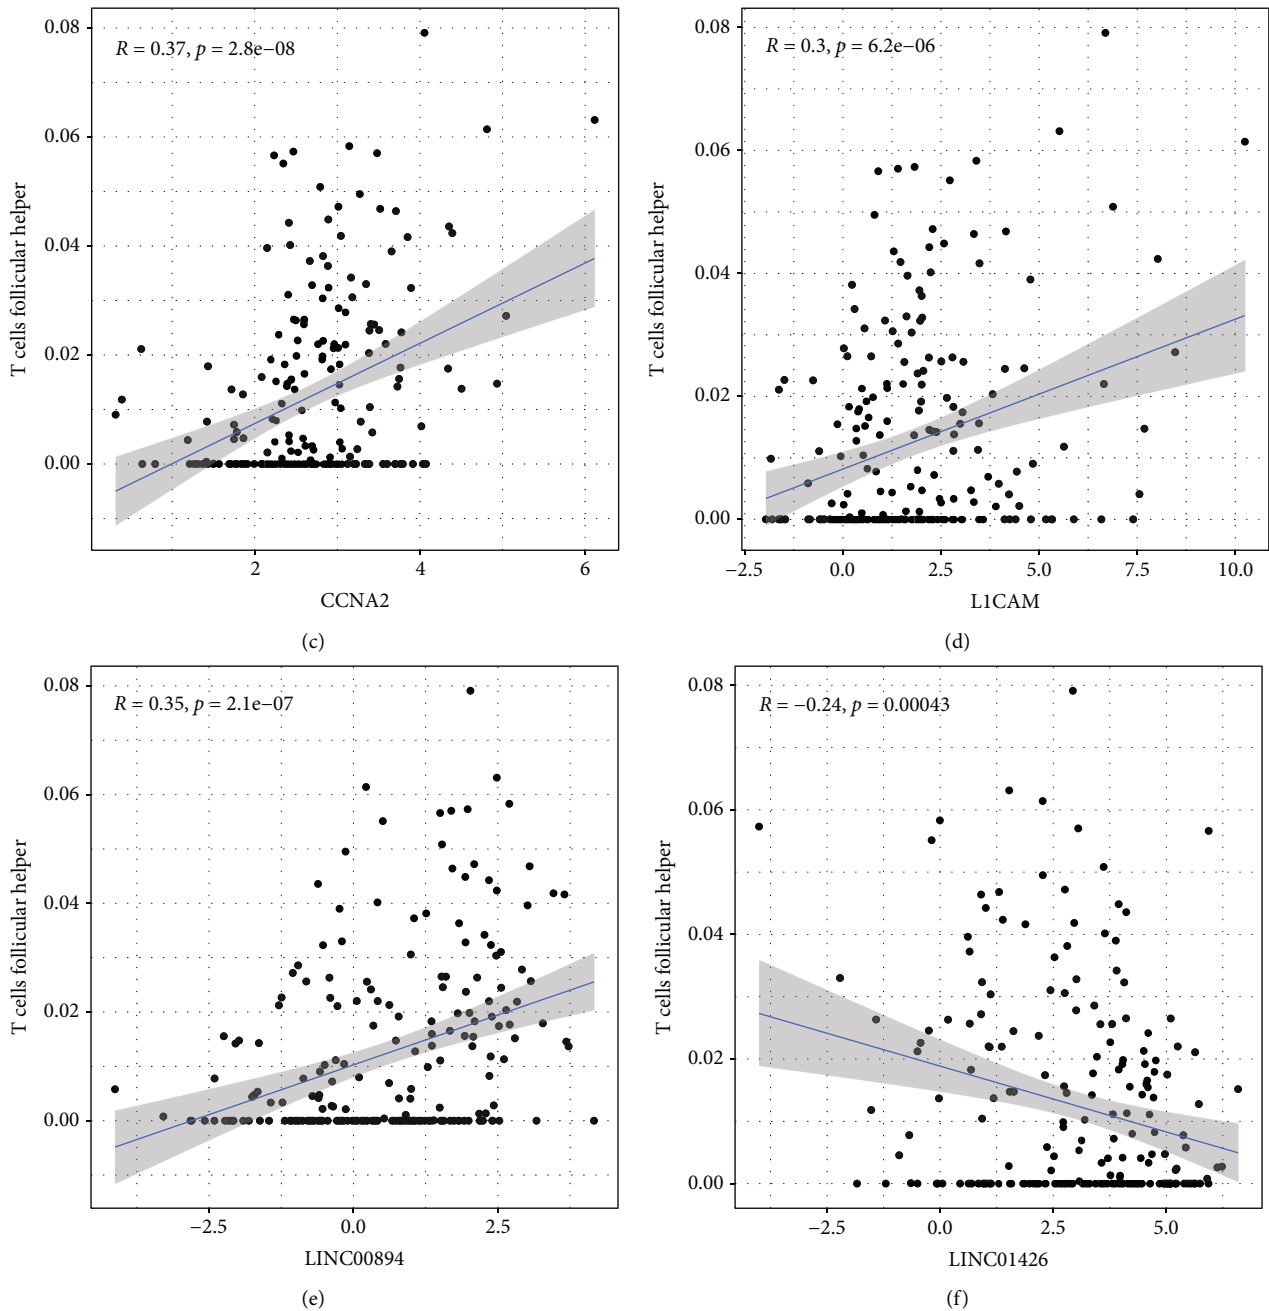 0.08
R = 0.37, p = 2.8e−08
0.06
0.04
0.02
0.00
T cells follicular helper
2 4 6
CCNA2
(c)
0.08
R = 0.3, p = 6.2e−06
0.06
0.04
0.02
0.00
T cells follicular helper
−2.5 0.0 2.5 5.0 7.5 10.0
L1CAM
(d)
0.08
R = 0.35, p = 2.1e−07
0.06
0.04
0.02
0.00
T cells follicular helper
−2.5 0.0 2.5
LINC00894
(e)
0.08
R = −0.24, p = 0.00043
0.06
0.04
0.02
0.00
T cells follicular helper
−2.5 0.0 2.5 5.0
LINC01426
(f)